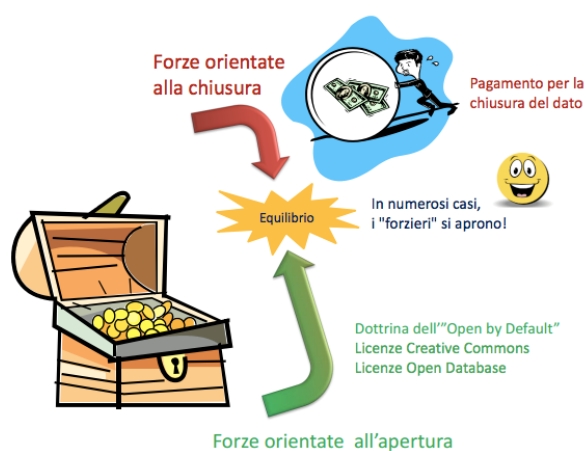 Forze orientate
alla chiusura
Pagamento per la
chiusura del dato
Equilibrio
In numerosi casi,
i "forzieri" si aprono!
Dottrina dell'"Open by Default"
Licenze Creative Commons
Licenze Open Database
Forze orientate all'apertura